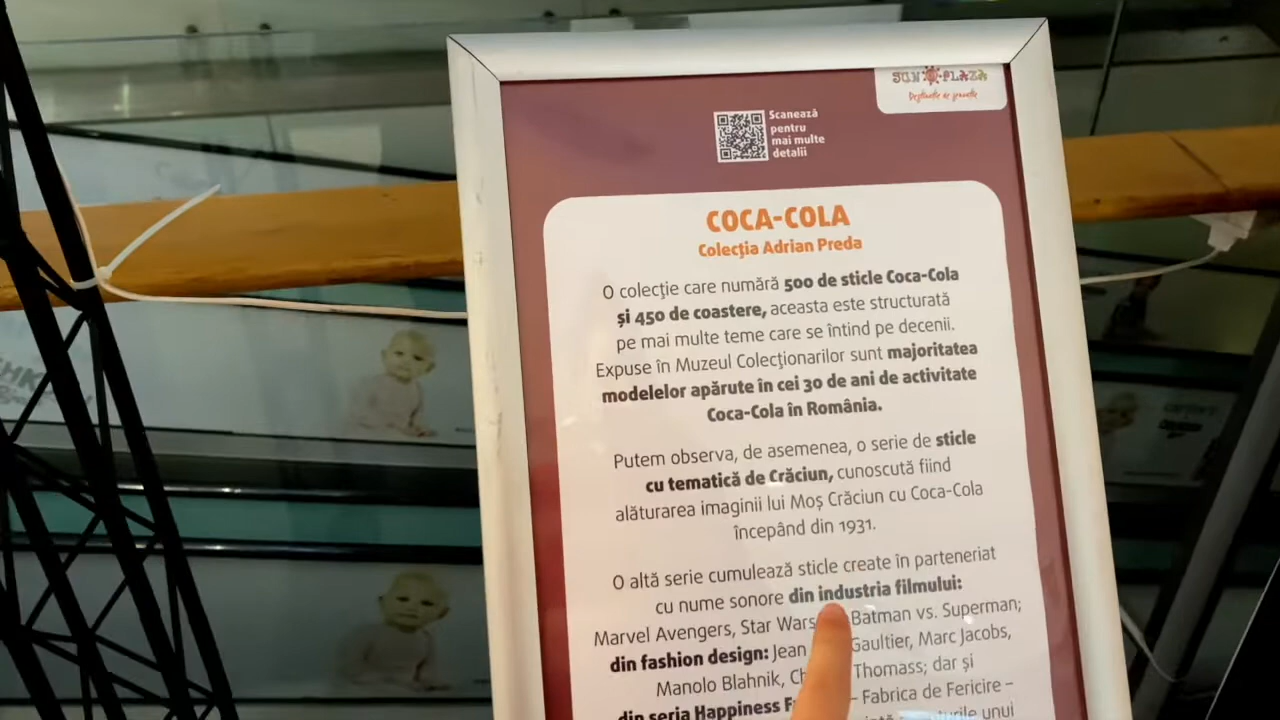 SUN PLAZA
Destinație de senzație
Scanează
pentru
mai multe
detalii
COCA-COLA
Colecția Adrian Preda
O colecție care numără 500 de sticle Coca-Cola
și 450 de coastere, aceasta este structurată
pe mai multe teme care se întind pe decenii.
Expuse în Muzeul Colecționarilor sunt majoritatea
modelelor apărute în cei 30 de ani de activitate
Coca-Cola în România.
Putem observa, de asemenea, o serie de sticle
cu tematică de Crăciun, cunoscută fiind
alăturarea imaginii lui Moș Crăciun cu Coca-Cola
începând din 1931.
O altă serie cumulează sticle create în parteneriat
cu nume sonore din industria filmului:
Marvel Avengers, Star Wars Batman vs. Superman;
din fashion design: Jean Gaultier, Marc Jacobs,
Manolo Blahnik, Thomass; dar și
din seria Happiness – Fabrica de Fericire –
unui